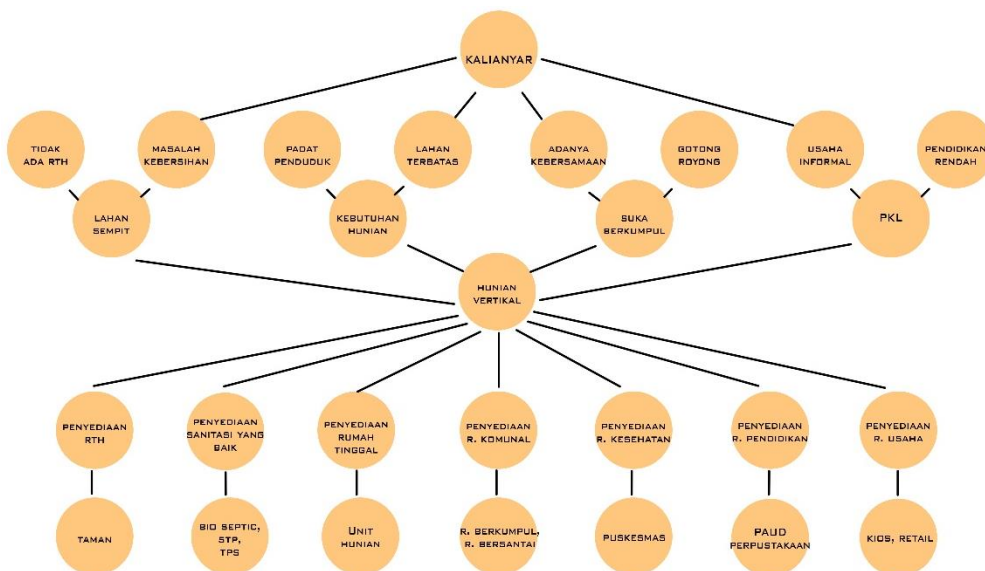 KALIANYAR
TIDAK
ADA RTH
MASALAH
KEBERSIHAN
PADAT
PENDUDUK
LAHAN
TERBATAS
ADANYA
KEBERSAMAAN
GOTONG
ROYONG
USAHA
INFORMAL
PENDIDIKAN
RENDAH
LAHAN
SEMPIT
KEBUTUHAN
HUNIAN
SUKA
BERKUMPUL
PKL
HUNIAN
VERTIKAL
PENYEDIAAN
RTH
PENYEDIAAN
SANITASI YANG
BAIK
PENYEDIAAN
RUMAH
TINGGAL
PENYEDIAAN
R. KOMUNAL
PENYEDIAAN
R. KESEHATAN
PENYEDIAAN
R. PENDIDIKAN
PENYEDIAAN
R. USAHA
TAMAN
BIO SEPTIC,
STP,
TPS
UNIT
HUNIAN
R. BERKUMPUL,
R. BERSANTAI
PUSKESMAS
PAUD
PERPUSTAKAAN
KIOS, RETAIL